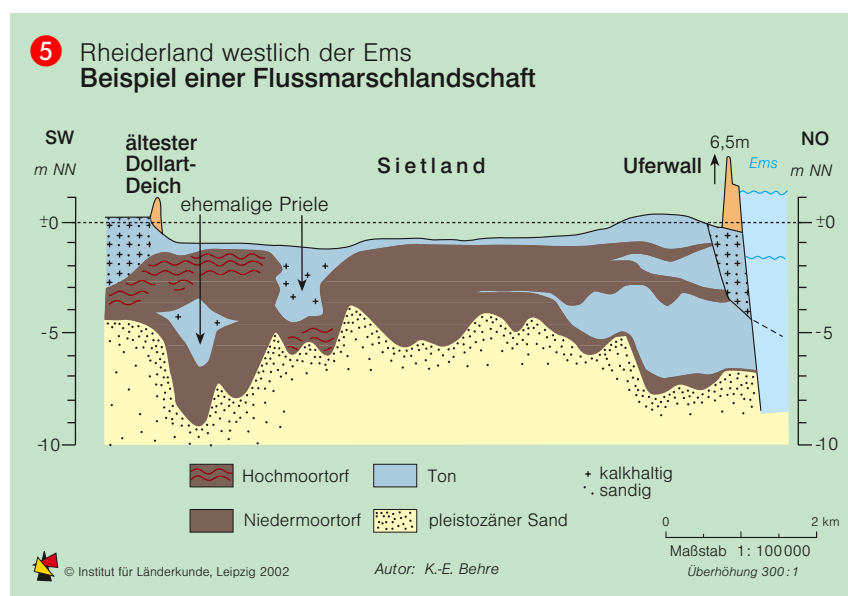 5
Rheiderland westlich der Ems
Beispiel einer Flussmarschlandschaft
SW
m NN
ältester
Dollart-
Deich
ehemalige Priele
Sietland
Uferwall
6,5m
Ems
NO
m NN
±0
-5
-10
±0
-5
-10
Hochmoortorf
Ton
+ kalkhaltig
sandig
Niedermoortorf
pleistozäner Sand
0 2 km
Maßstab 1: 100000
Überhöhung 300:1
© Institut für Länderkunde, Leipzig 2002
Autor: K.-E. Behre